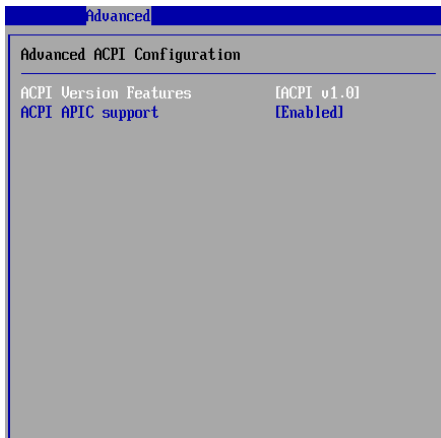 Advanced
Advanced ACPI Configuration
ACPI Version Features [ACPI v1.0]
ACPI APIC support [Enabled]